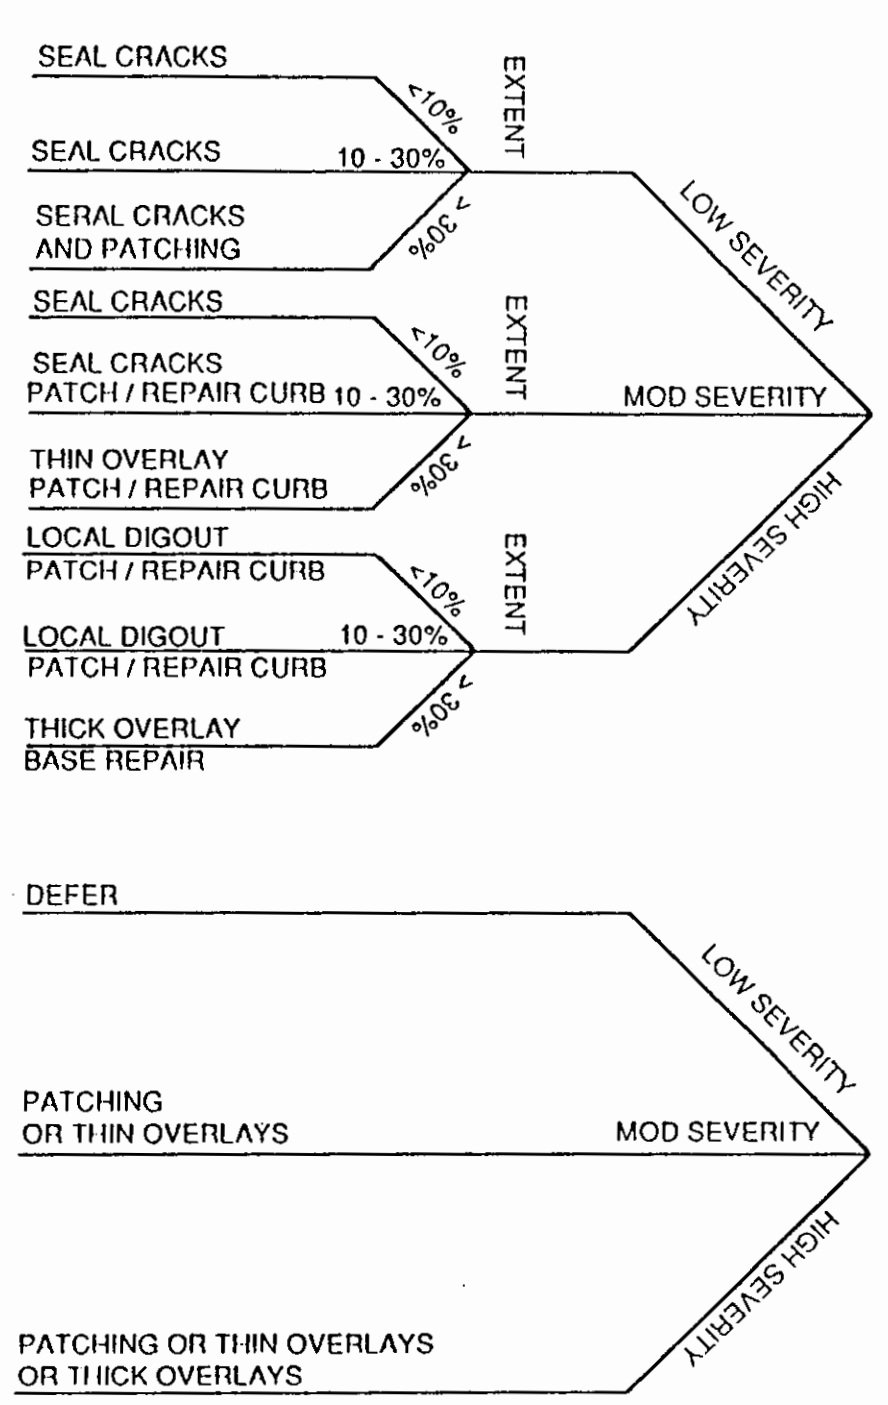 SEAL CRACKS
<10%
EXTENT
SEAL CRACKS
10 - 30%
SERAL CRACKS
AND PATCHING
> 30%
LOW SEVERITY
SEAL CRACKS
<10%
EXTENT
SEAL CRACKS
PATCH / REPAIR CURB
10 - 30%
MOD SEVERITY
THIN OVERLAY
PATCH / REPAIR CURB
> 30%
HIGH SEVERITY
LOCAL DIGOUT
PATCH / REPAIR CURB
<10%
EXTENT
LOCAL DIGOUT
PATCH / REPAIR CURB
10 - 30%
THICK OVERLAY
BASE REPAIR
> 30%
DEFER
LOW SEVERITY
PATCHING
OR THIN OVERLAYS
MOD SEVERITY
PATCHING OR THIN OVERLAYS
OR THICK OVERLAYS
HIGH SEVERITY